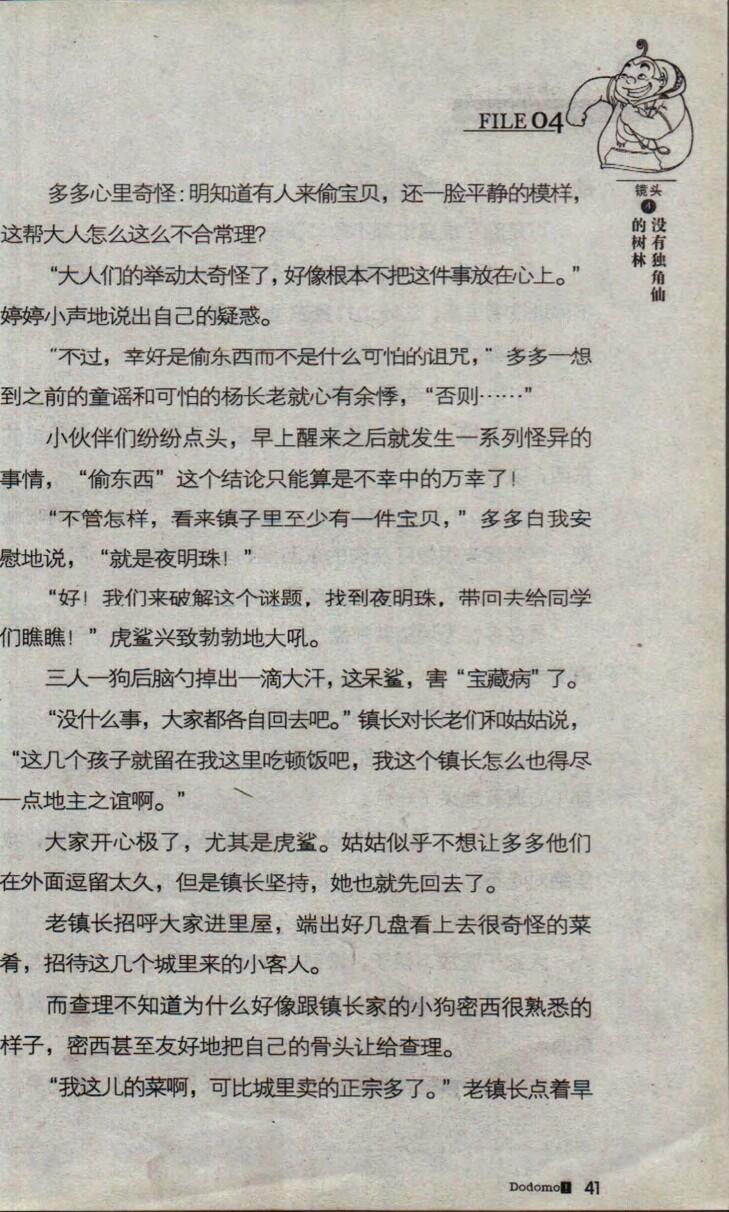 FILE 04
镜头
4
没有独角仙
的树林
多多心里奇怪：明知道有人来偷宝贝，还一脸平静的模样，
这帮大人怎么这么不合常理？
“大人们的举动太奇怪了，好像根本不把这件事放在心上。”
婷婷小声地说出自己的疑惑。
“不过，幸好是偷东西而不是什么可怕的诅咒，”多多一想
到之前的童谣和可怕的杨长老就心有余悸，“否则……”
小伙伴们纷纷点头，早上醒来之后就发生一系列怪异的
事情，“偷东西”这个结论只能算是不幸中的万幸了！
“不管怎样，看来镇子里至少有一件宝贝，”多多自我安
慰地说，“就是夜明珠！”
“好！我们来破解这个谜题，找到夜明珠，带回去给同学
们瞧瞧！”虎鲨兴致勃勃地大吼。
三人一狗后脑勺掉出一滴大汗，这呆鲨，害“宝藏病”了。
“没什么事，大家都各自回去吧。”镇长对长老们和姑姑说，
“这几个孩子就留在我这里吃顿饭吧，我这个镇长怎么也得尽
一点地主之谊啊。”
大家开心极了，尤其是虎鲨。姑姑似乎不想让多多他们
在外面逗留太久，但是镇长坚持，她也就先回去了。
老镇长招呼大家进里屋，端出好几盘看上去很奇怪的菜
肴，招待这几个城里来的小客人。
而查理不知道为什么好像跟镇长家的小狗密西很熟悉的
样子，密西甚至友好地把自己的骨头让给查理。
“我这儿的菜啊，可比城里卖的正宗多了。”老镇长点着旱
Dodomo! 41